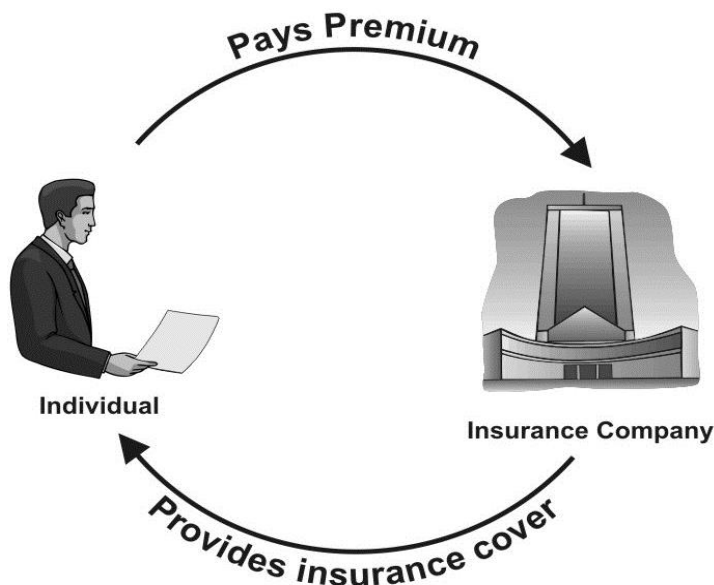 Pays Premium
Individual
Insurance Company
Provides insurance cover